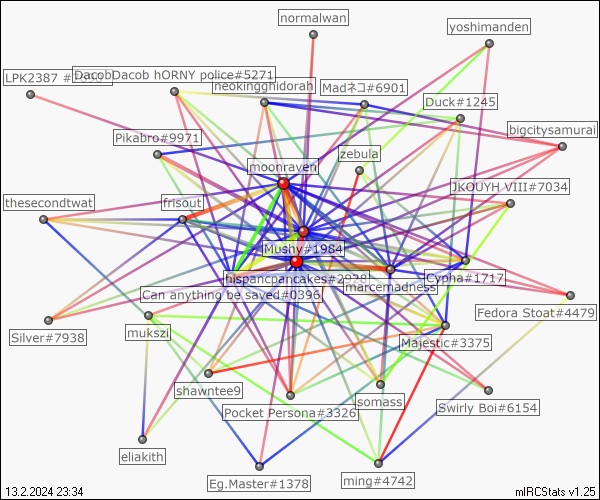 normalwan
yoshimanden
LPK2387
DacobDacob hORNY police#5271
neokingghidorah
Madネコ#6901
Duck#1245
Pikabro#9971
bigcitysamurai
zebula
moonraven
JKOUYH VIII#7034
thesecondtwat
frisout
Mushy#1984
hispancpancakes#2928
Cypha#1717
marcemadness
Can anything be saved#0396
Fedora Stoat#4479
mukszi
Silver#7938
Majestic#3375
shawntee9
somass
Swirly Boi#6154
Pocket Persona#3326
eliakith
Eg.Master#1378
ming#4742
13.2.2024 23:34
mIRCStats v1.25